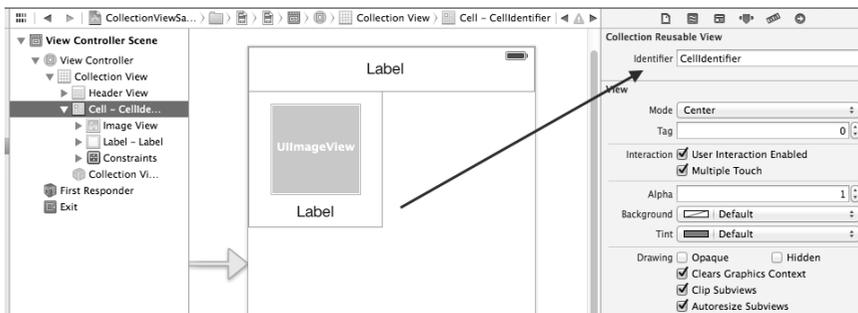 CollectionViewSa...
Collection View
Cell – CellIdentifier
View Controller Scene
View Controller
Collection View
Header View
Cell – CellIde...
Image View
Label – Label
Constraints
Collection Vi...
First Responder
Exit
Label
UIImageView
Label
Collection Reusable View
Identifier CellIdentifier
View
Mode Center
Tag 0
Interaction User Interaction Enabled
Multiple Touch
Alpha 1
Background Default
Tint Default
Drawing Opaque Hidden
Clears Graphics Context
Clip Subviews
Autoresize Subviews